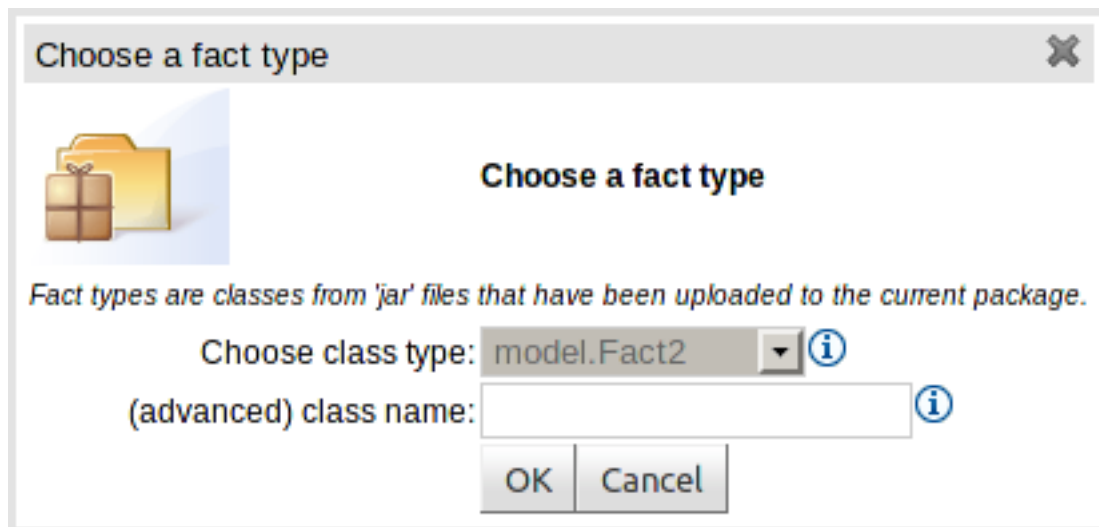 Choose a fact type
Choose a fact type
Fact types are classes from 'jar' files that have been uploaded to the current package.
Choose class type: model.Fact2
(advanced) class name:
OK Cancel